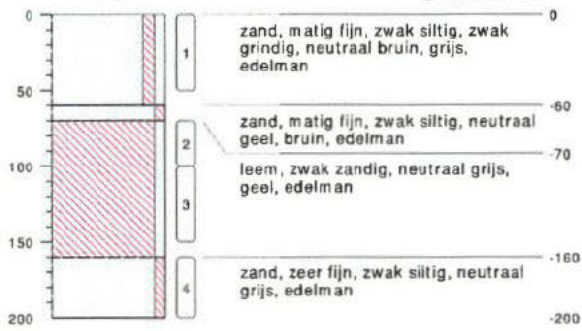 0
0
zand, matig fijn, zwak siltig, zwak
grindig, neutraal bruin, grijs,
edelman
1
50
-60
zand, matig fijn, zwak siltig, neutraal
geel, bruin, edelman
2
-70
100
leem, zwak zandig, neutraal grijs,
geel, edelman
3
150
-160
zand, zeer fijn, zwak siltig, neutraal
grijs, edelman
4
200
-200